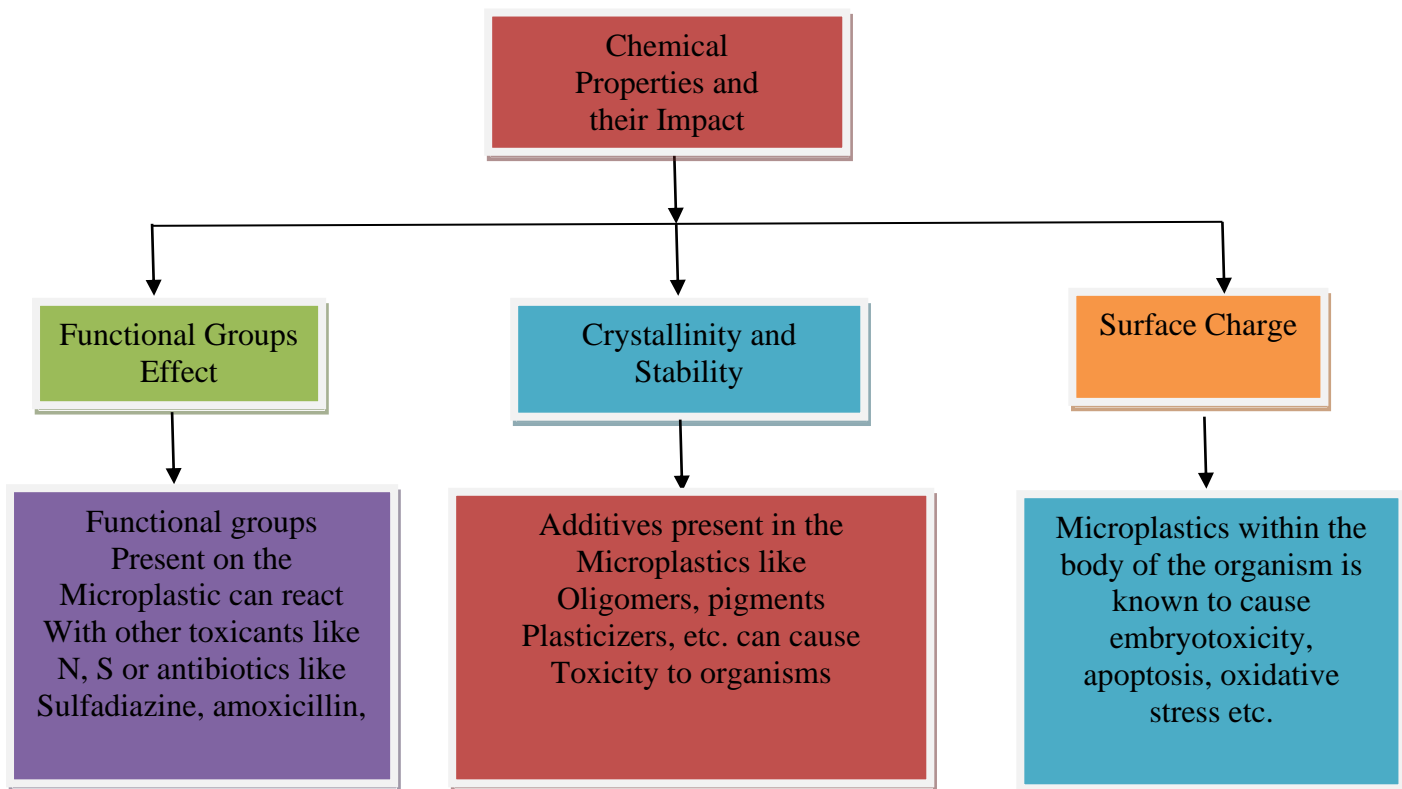 Chemical
Properties and
their Impact
Functional Groups
Effect
Crystallinity and
Stability
Surface Charge
Functional groups
Present on the
Microplastic can react
With other toxicants like
N, S or antibiotics like
Sulfadiazine, amoxicillin,
Additives present in the
Microplastics like
Oligomers, pigments
Plasticizers, etc. can cause
Toxicity to organisms
Microplastics within the
body of the organism is
known to cause
embryotoxicity,
apoptosis, oxidative
stress etc.